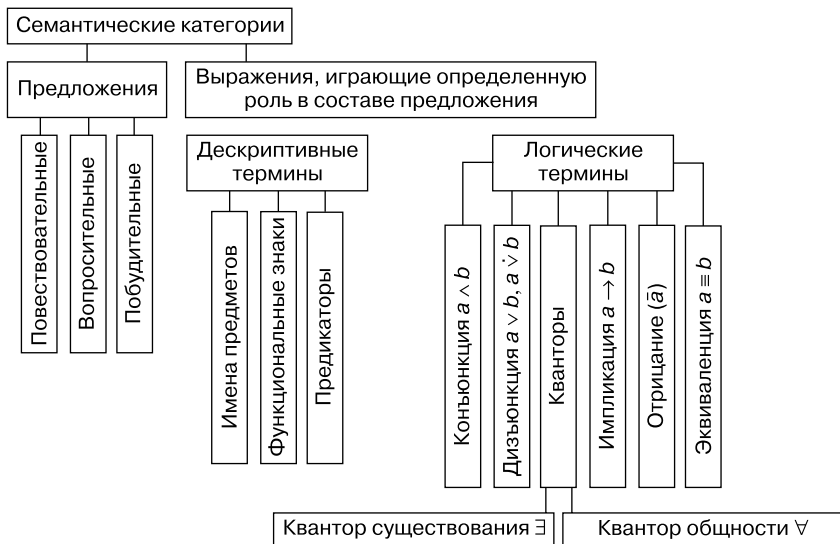 Семантические категории
Предложения
Выражения, играющие определенную
роль в составе предложения
Повествовательные
Вопросительные
Побудительные
Дескриптивные
термины
Имена предметов
Функциональные знаки
Предикаторы
Логические
термины
Конъюнкция a ∧ b
Дизъюнкция a ∨ b, a ∨̇ b
Кванторы
Импликация a → b
Отрицание (ā)
Эквиваленция a ≡ b
Квантор существования ∃
Квантор общности ∀